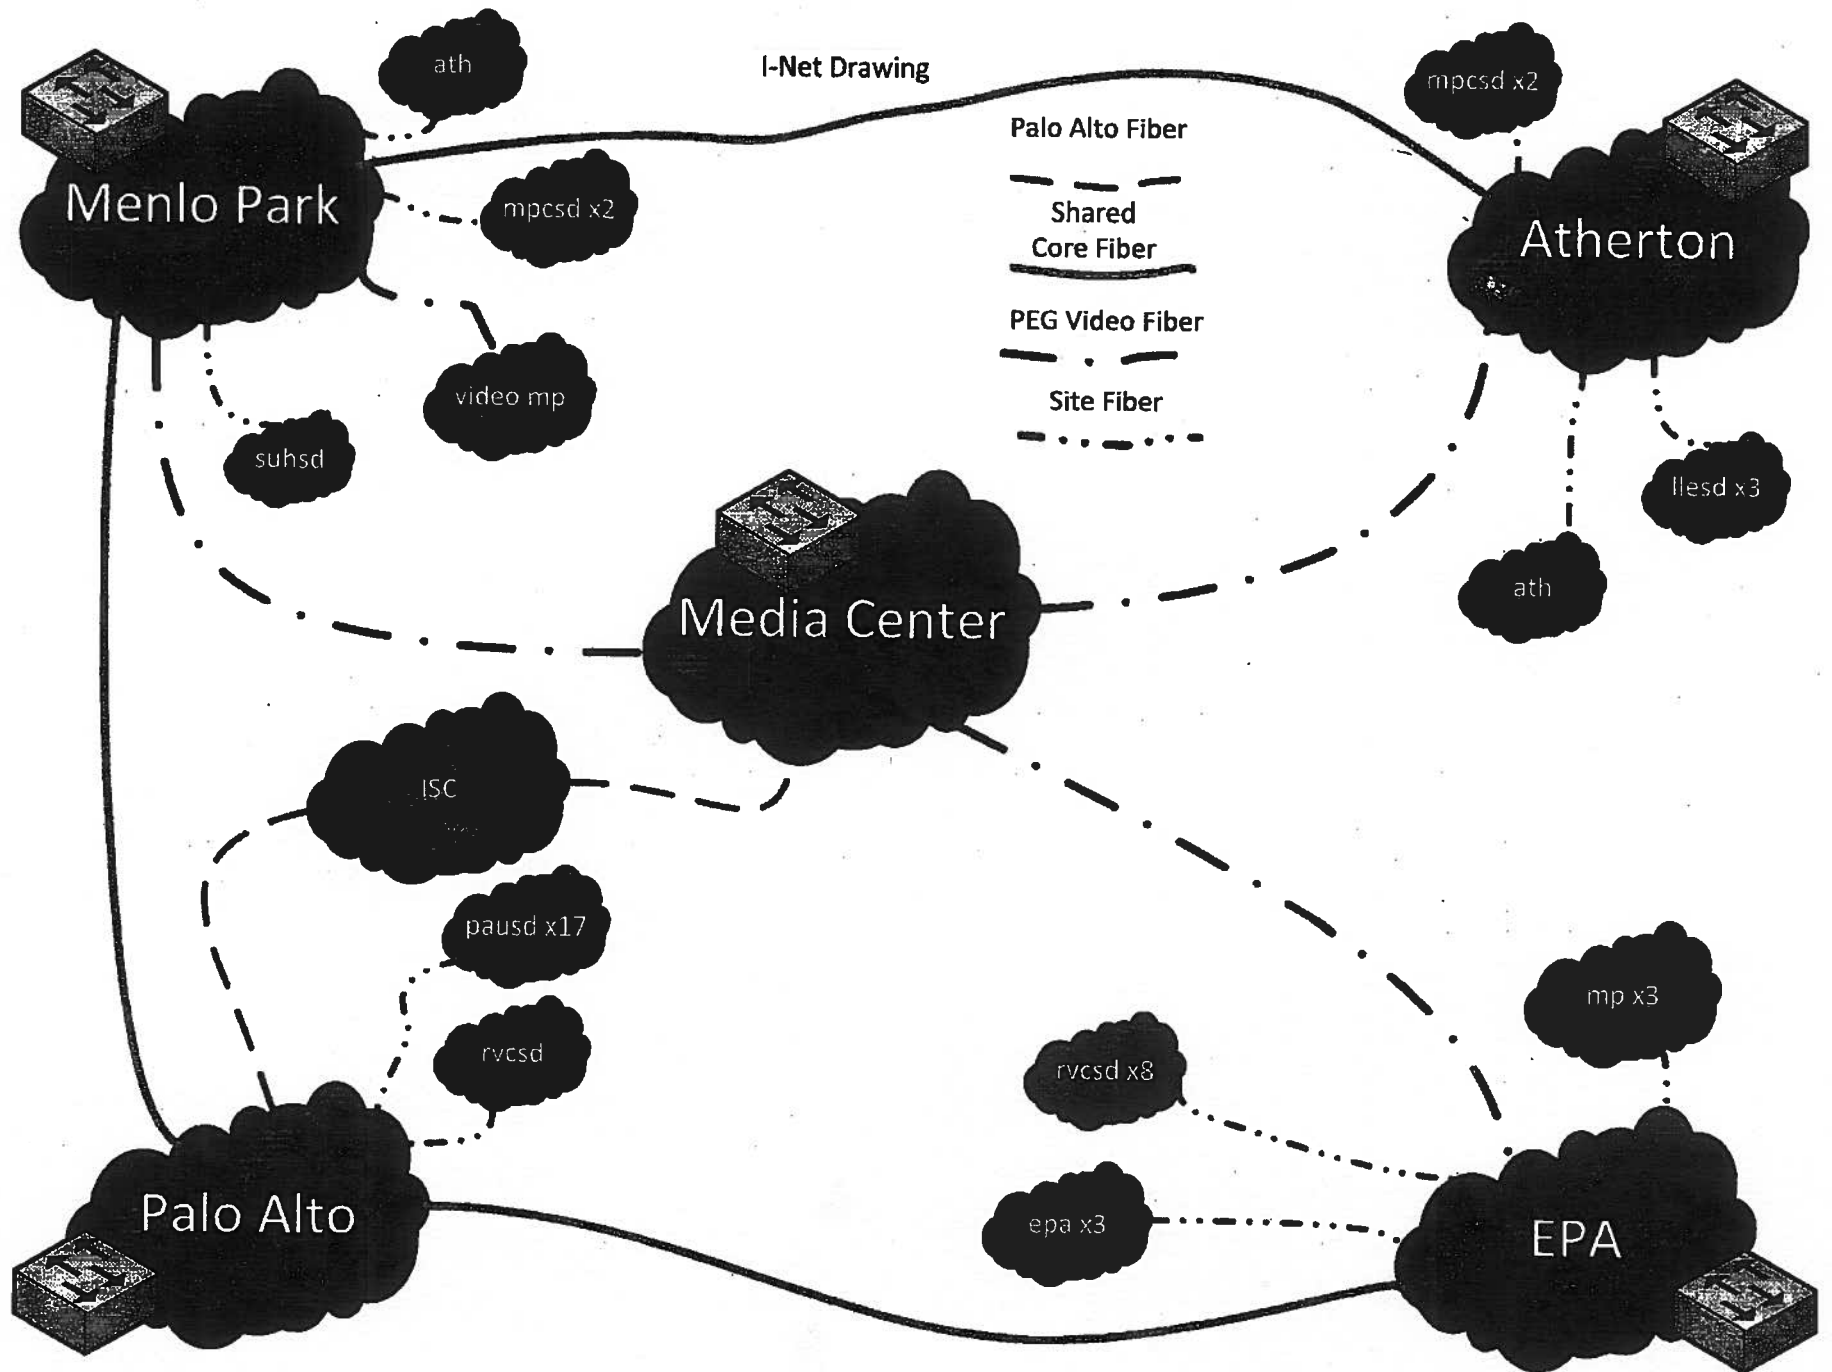 I-Net Drawing
ath
mpcsd x2
Palo Alto Fiber
Menlo Park
mpcsd x2
Shared
Core Fiber
Atherton
PEG Video Fiber
video mp
Site Fiber
suhsd
llesd x3
ath
Media Center
ISC
pausd x17
mp x3
rvcsd
rvcsd x8
Palo Alto
epa x3
EPA